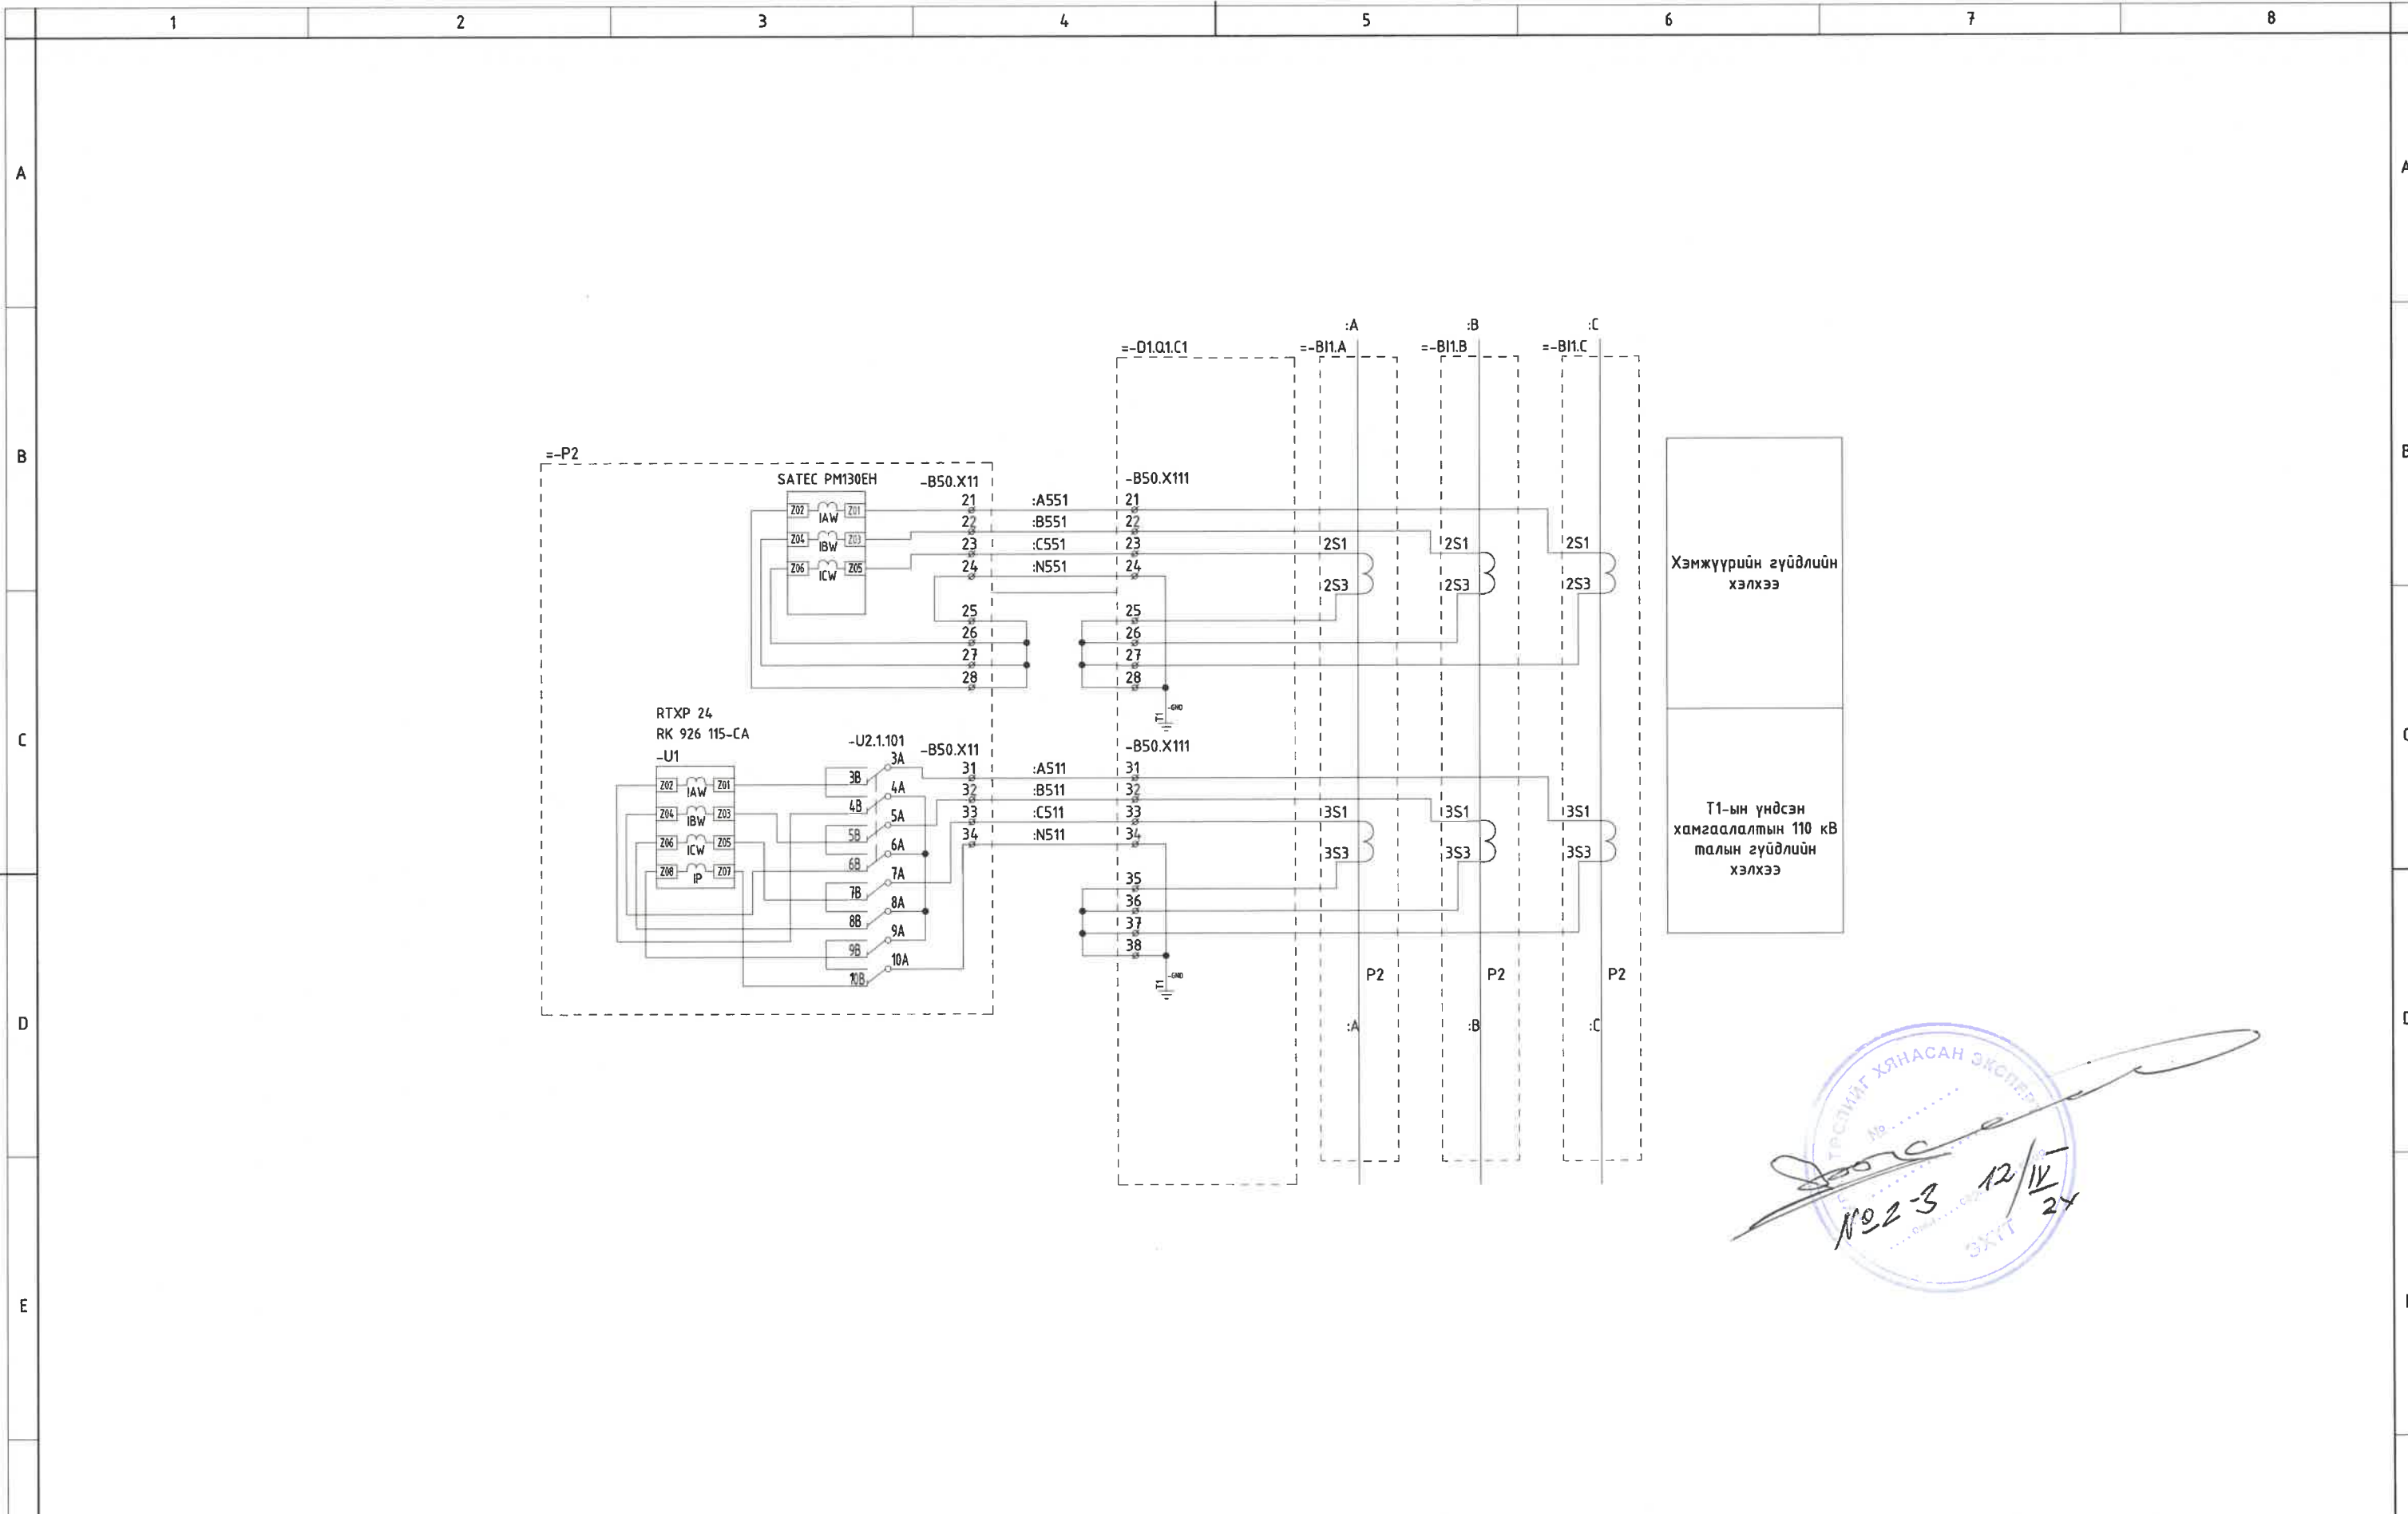 1 2 3 4 5 6 7 8
A A
B B
C C
D D
E E
:A :B :C
=-D1.Q1.C1 =-BI1.A =-BI1.B =-BI1.C
=-P2
SATEC PM130EH
-B50.X11 -B50.X111
Z02 IAW Z01
Z04 IBW Z03
Z06 ICW Z05
21 :A551 21
22 :B551 22
23 :C551 23
24 :N551 24
25 25
26 26
27 27
28 28
2S1 2S1 2S1
2S3 2S3 2S3
T1 -GND
Хэмжүүрийн гүйдлийн
хэлхээ
RTXP 24
RK 926 115-CA
-U1
-U2.1.101
-B50.X11 -B50.X111
Z02 IAW Z01
Z04 IBW Z03
Z06 ICW Z05
Z08 IP Z07
3A
3B
4A
4B
5A
5B
6A
6B
7A
7B
8A
8B
9A
9B
10A
10B
31 :A511 31
32 :B511 32
33 :C511 33
34 :N511 34
35
36
37
38
3S1 3S1 3S1
3S3 3S3 3S3
T1 -GND
Т1-ын үндсэн
хамгаалалтын 110 кВ
талын гүйдлийн
хэлхээ
P2 P2 P2
:A :B :C
ХЯНАСАН
№
ЭХҮТ
№2-3 12/IV
24